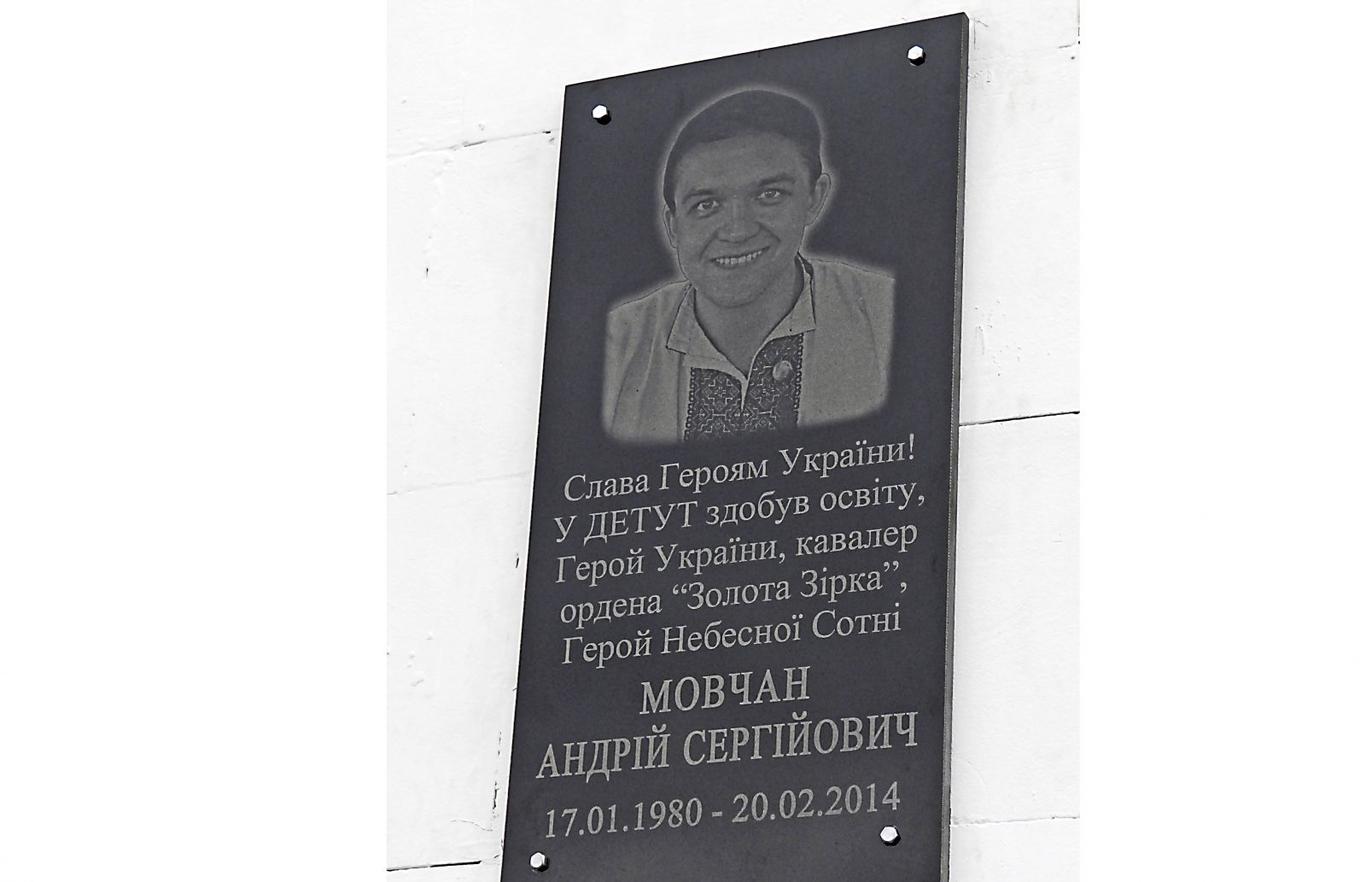 Слава Героям України!
У ДЕТУТ здобув освіту,
Герой України, кавалер
ордена “Золота Зірка”,
Герой Небесної Сотні
МОВЧАН
АНДРІЙ СЕРГІЙОВИЧ
17.01.1980 - 20.02.2014